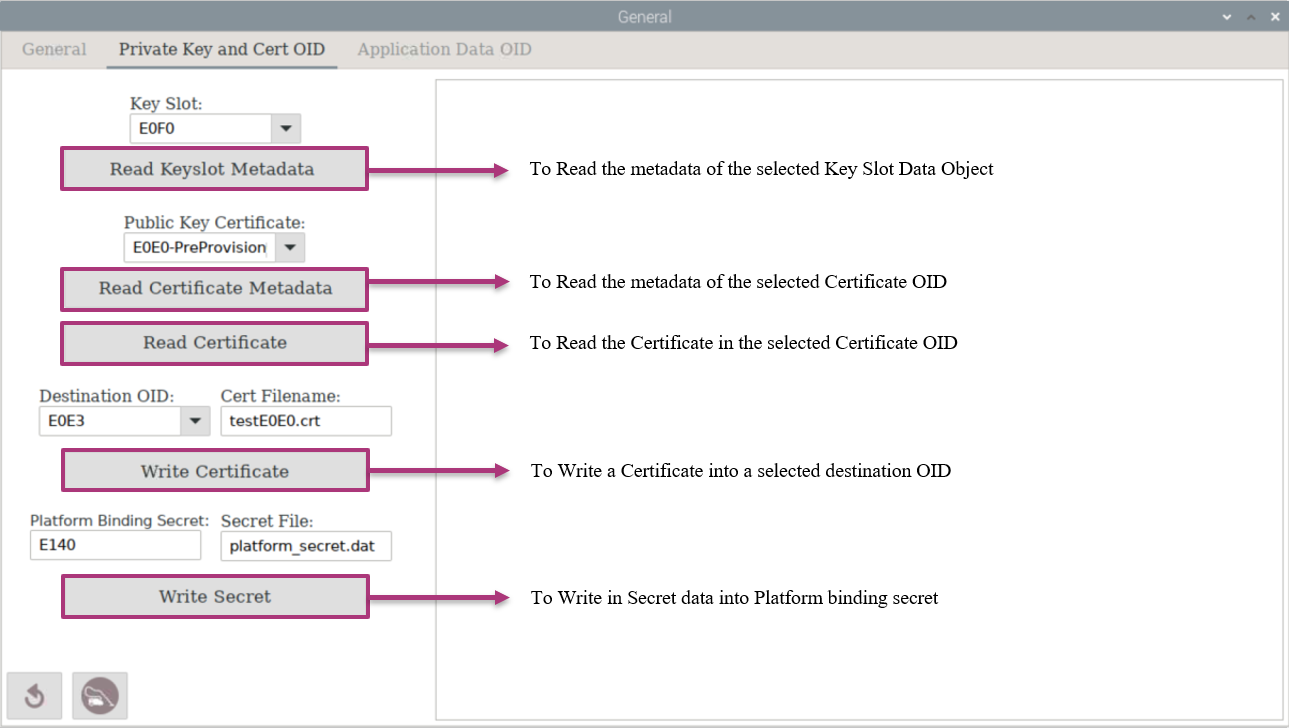 General
General Private Key and Cert OID Application Data OID
Key Slot:
E0F0
Read Keyslot Metadata
To Read the metadata of the selected Key Slot Data Object
Public Key Certificate:
E0E0-PreProvision
Read Certificate Metadata
To Read the metadata of the selected Certificate OID
Read Certificate
To Read the Certificate in the selected Certificate OID
Destination OID: Cert Filename:
E0E3 testE0E0.crt
Write Certificate
To Write a Certificate into a selected destination OID
Platform Binding Secret: Secret File:
E140 platform_secret.dat
Write Secret
To Write in Secret data into Platform binding secret